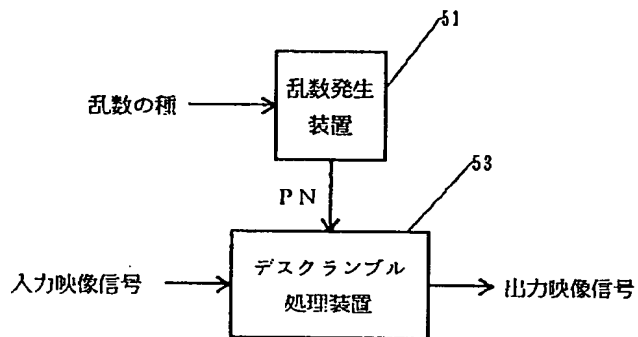 51
乱数の種
乱数発生
装置
PN
53
入力映像信号
デスクランブル
処理装置
出力映像信号